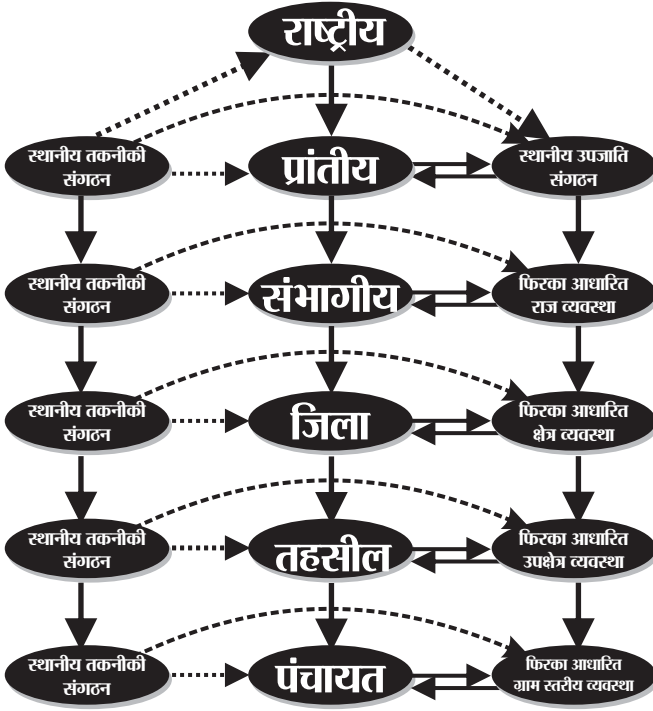 राष्ट्रीय
स्थानीय तकनीकी
संगठन
प्रांतीय
स्थानीय उपजाति
संगठन
स्थानीय तकनीकी
संगठन
संभागीय
फिरका आधारित
राज व्यवस्था
स्थानीय तकनीकी
संगठन
जिला
फिरका आधारित
क्षेत्र व्यवस्था
स्थानीय तकनीकी
संगठन
तहसील
फिरका आधारित
उपक्षेत्र व्यवस्था
स्थानीय तकनीकी
संगठन
पंचायत
फिरका आधारित
ग्राम स्तरीय व्यवस्था